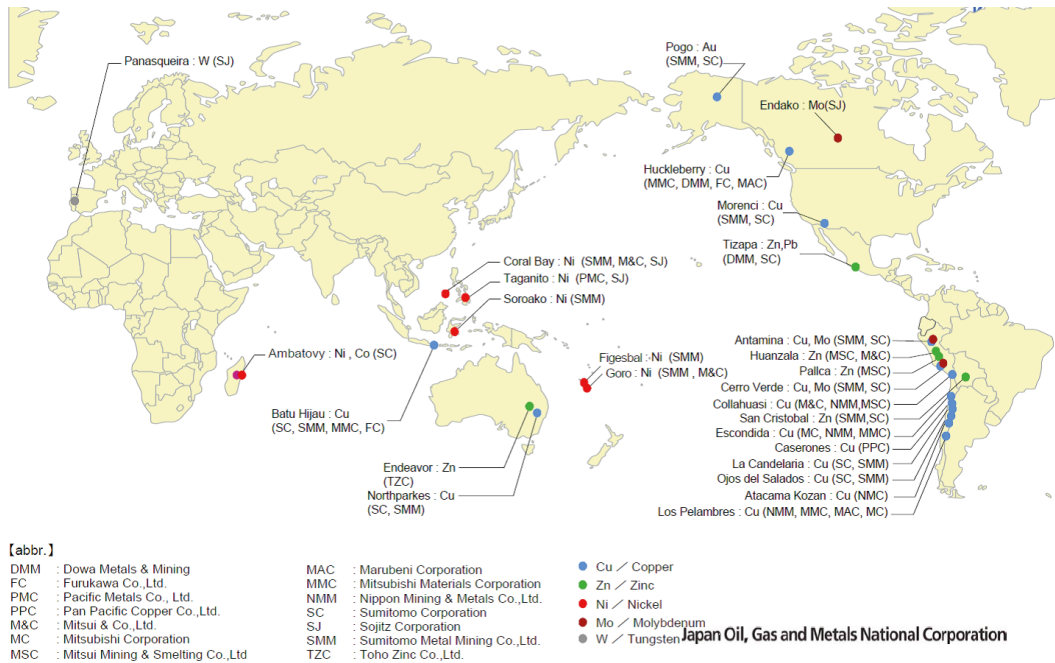 Panasqueira : W (SJ)
Pogo : Au
(SMM, SC)
Endako : Mo(SJ)
Huckleberry : Cu
(MMC, DMM, FC, MAC)
Morenci : Cu
(SMM, SC)
Tizapa : Zn,Pb
(DMM, SC)
Coral Bay : Ni (SMM, M&C, SJ)
Taganito : Ni (PMC, SJ)
Soroako : Ni (SMM)
Ambatovy : Ni , Co (SC)
Figesbal : Ni (SMM)
Goro : Ni (SMM , M&C)
Batu Hijau : Cu
(SC, SMM, MMC, FC)
Endeavor : Zn
(TZC)
Northparkes : Cu
(SC, SMM)
Antamina : Cu, Mo (SMM, SC)
Huanzala : Zn (MSC, M&C)
Pallca : Zn (MSC)
Cerro Verde : Cu, Mo (SMM, SC)
Collahuasi : Cu (M&C, NMM,MSC)
San Cristobal : Zn (SMM,SC)
Escondida : Cu (MC, NMM, MMC)
Caserones : Cu (PPC)
La Candelaria : Cu (SC, SMM)
Ojos del Salados : Cu (SC, SMM)
Atacama Kozan : Cu (NMC)
Los Pelambres : Cu (NMM, MMC, MAC, MC)
【abbr.】
DMM : Dowa Metals & Mining
FC : Furukawa Co.,Ltd.
PMC : Pacific Metals Co., Ltd.
PPC : Pan Pacific Copper Co.,Ltd.
M&C : Mitsui & Co.,Ltd.
MC : Mitsubishi Corporation
MSC : Mitsui Mining & Smelting Co.,Ltd
MAC : Marubeni Corporation
MMC : Mitsubishi Materials Corporation
NMM : Nippon Mining & Metals Co.,Ltd.
SC : Sumitomo Corporation
SJ : Sojitz Corporation
SMM : Sumitomo Metal Mining Co.,Ltd.
TZC : Toho Zinc Co.,Ltd.
Cu ／ Copper
Zn ／ Zinc
Ni ／ Nickel
Mo ／ Molybdenum
W ／ Tungsten
Japan Oil, Gas and Metals National Corporation